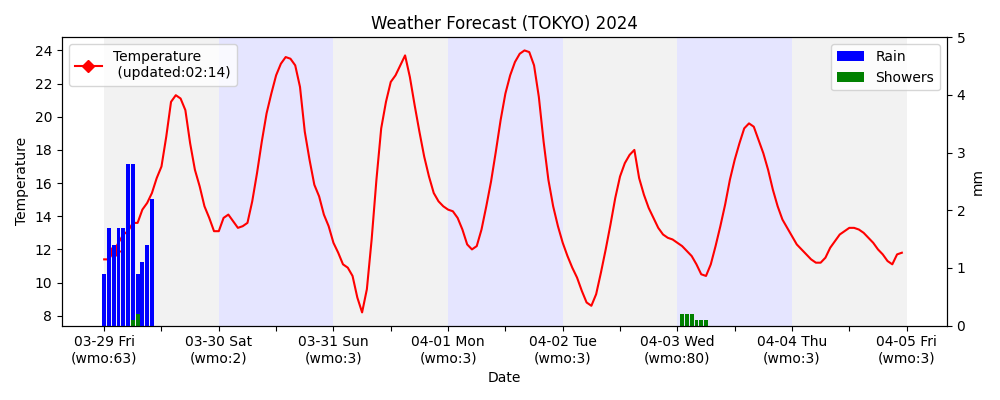 Weather Forecast (TOKYO) 2024
Temperature
(updated:02:14)
Rain
Showers
24
22
20
18
16
14
12
10
8
Temperature
5
4
3
2
1
0
mm
03-29 Fri
(wmo:63)
03-30 Sat
(wmo:2)
03-31 Sun
(wmo:3)
04-01 Mon
(wmo:3)
04-02 Tue
(wmo:3)
04-03 Wed
(wmo:80)
04-04 Thu
(wmo:3)
04-05 Fri
(wmo:3)
Date